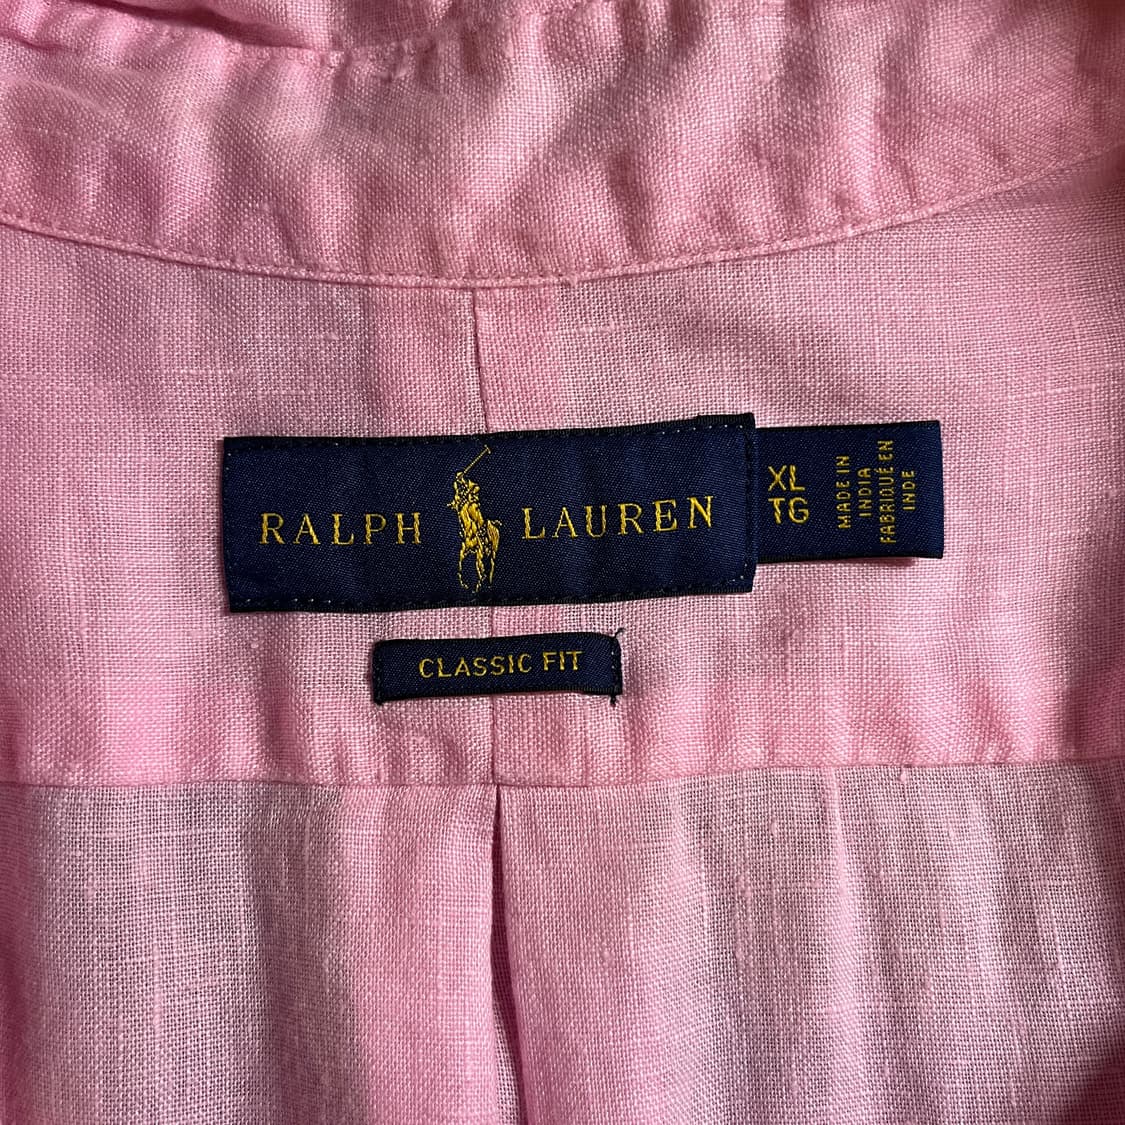 RALPH LAUREN
XL
TG
MADE IN
INDIA
FABRIQUÉ EN
INDE
CLASSIC FIT